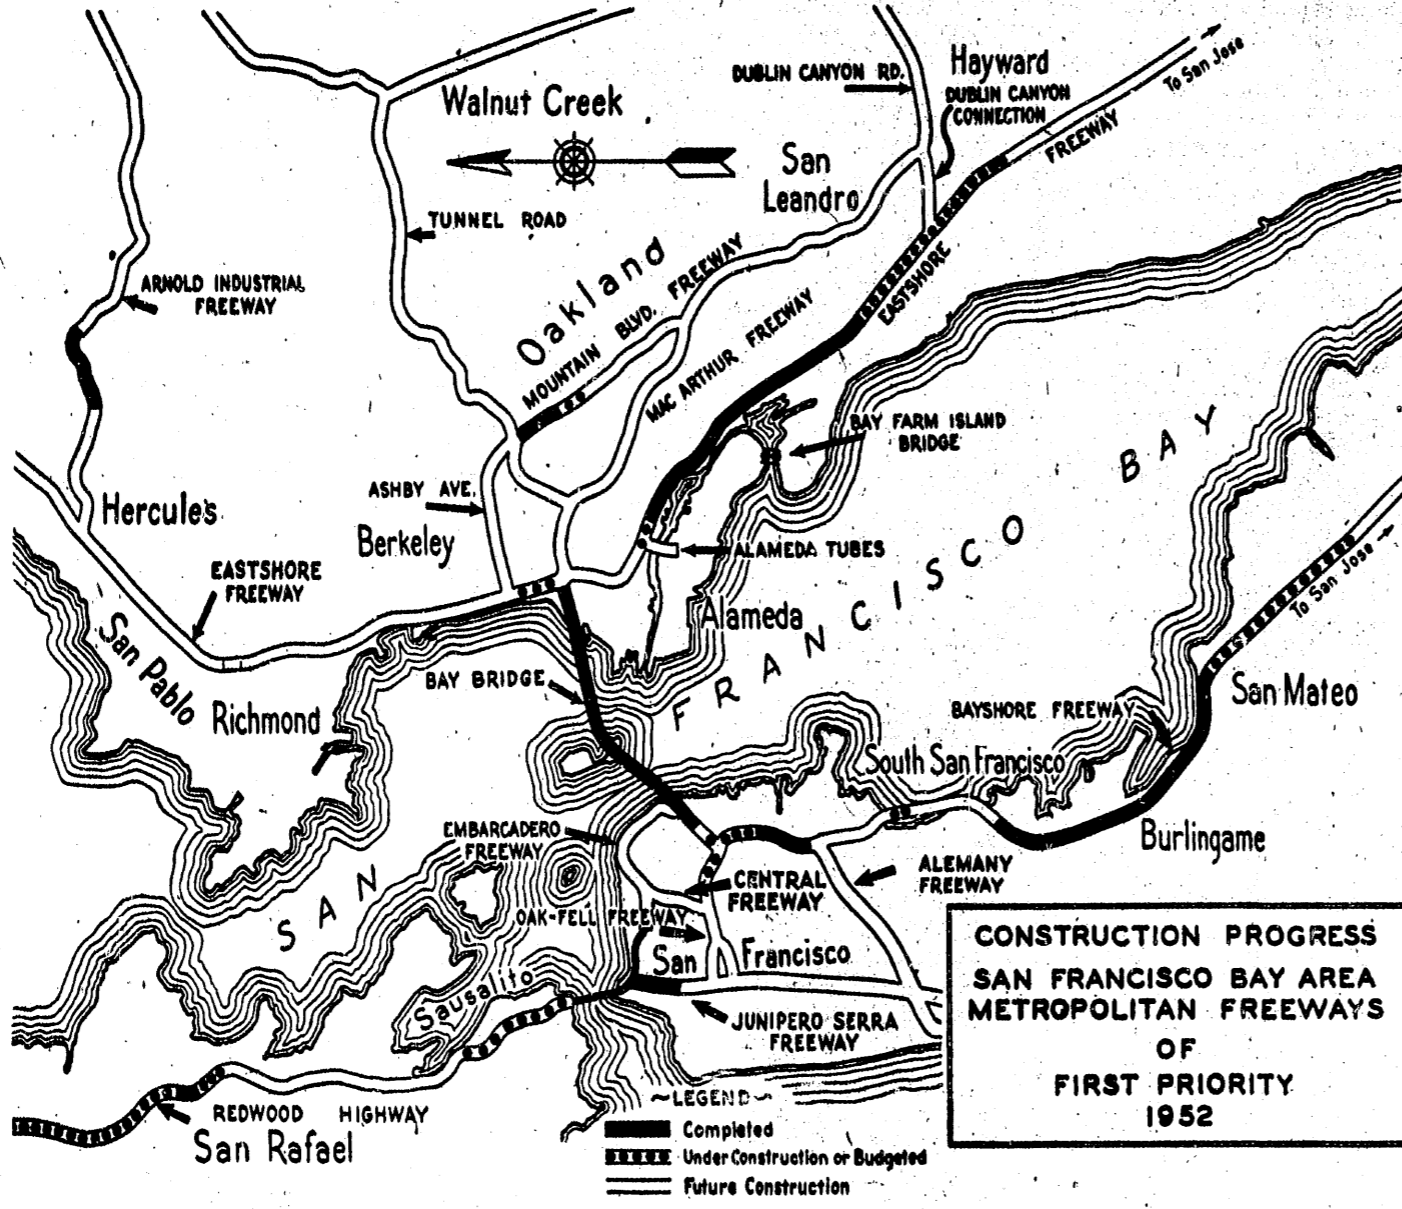 DUBLIN CANYON RD.
Hayward
DUBLIN CANYON
CONNECTION
To San Jose
FREEWAY
Walnut Creek
San
Leandro
TUNNEL ROAD
Oakland
MOUNTAIN BLVD. FREEWAY
MAC ARTHUR FREEWAY
EASTSHORE
ARNOLD INDUSTRIAL
FREEWAY
BAY FARM ISLAND
BRIDGE
ASHBY AVE.
Hercules
Berkeley
ALAMEDA TUBES
EASTSHORE
FREEWAY
Alameda
To San Jose
San Pablo
Richmond
BAY BRIDGE
SAN FRANCISCO BAY
San Mateo
BAYSHORE FREEWAY
South San Francisco
Burlingame
EMBARCADERO
FREEWAY
CENTRAL
FREEWAY
ALEMANY
FREEWAY
OAK-FELL FREEWAY
San Francisco
Sausalito
JUNIPERO SERRA
FREEWAY
REDWOOD HIGHWAY
San Rafael
~LEGEND~
Completed
Under Construction or Budgeted
Future Construction
CONSTRUCTION PROGRESS
SAN FRANCISCO BAY AREA
METROPOLITAN FREEWAYS
OF
FIRST PRIORITY
1952